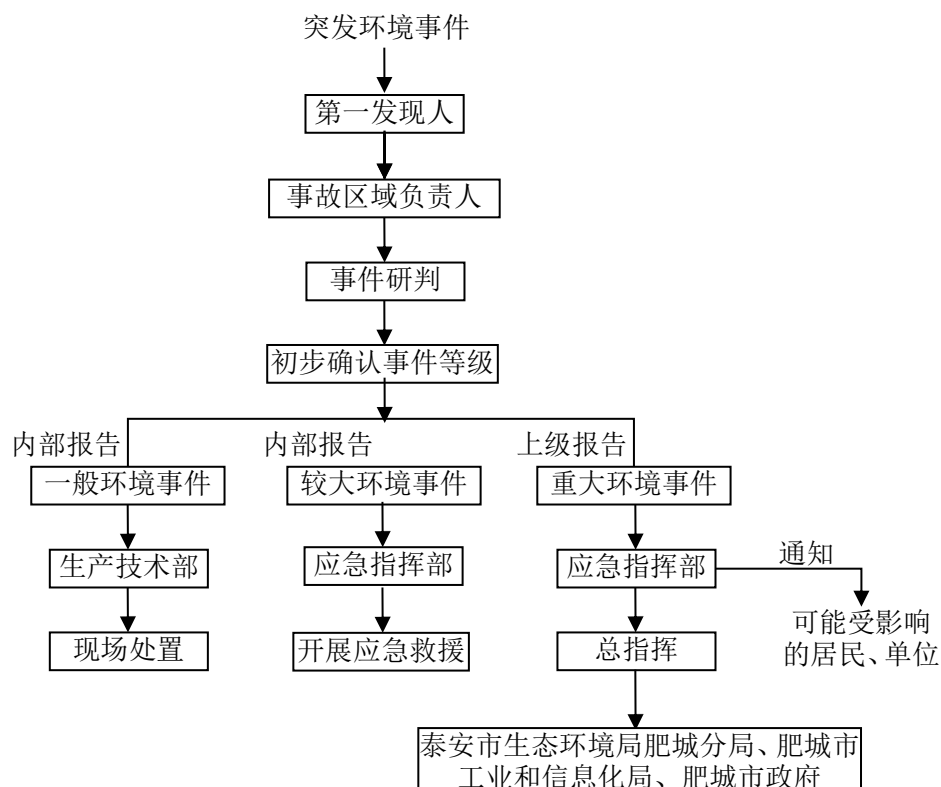 突发环境事件
第一发现人
事故区域负责人
事件研判
初步确认事件等级
内部报告
内部报告
上级报告
一般环境事件
较大环境事件
重大环境事件
生产技术部
应急指挥部
应急指挥部
通知
现场处置
开展应急救援
总指挥
可能受影响
的居民、单位
泰安市生态环境局肥城分局、肥城市
工业和信息化局、肥城市政府